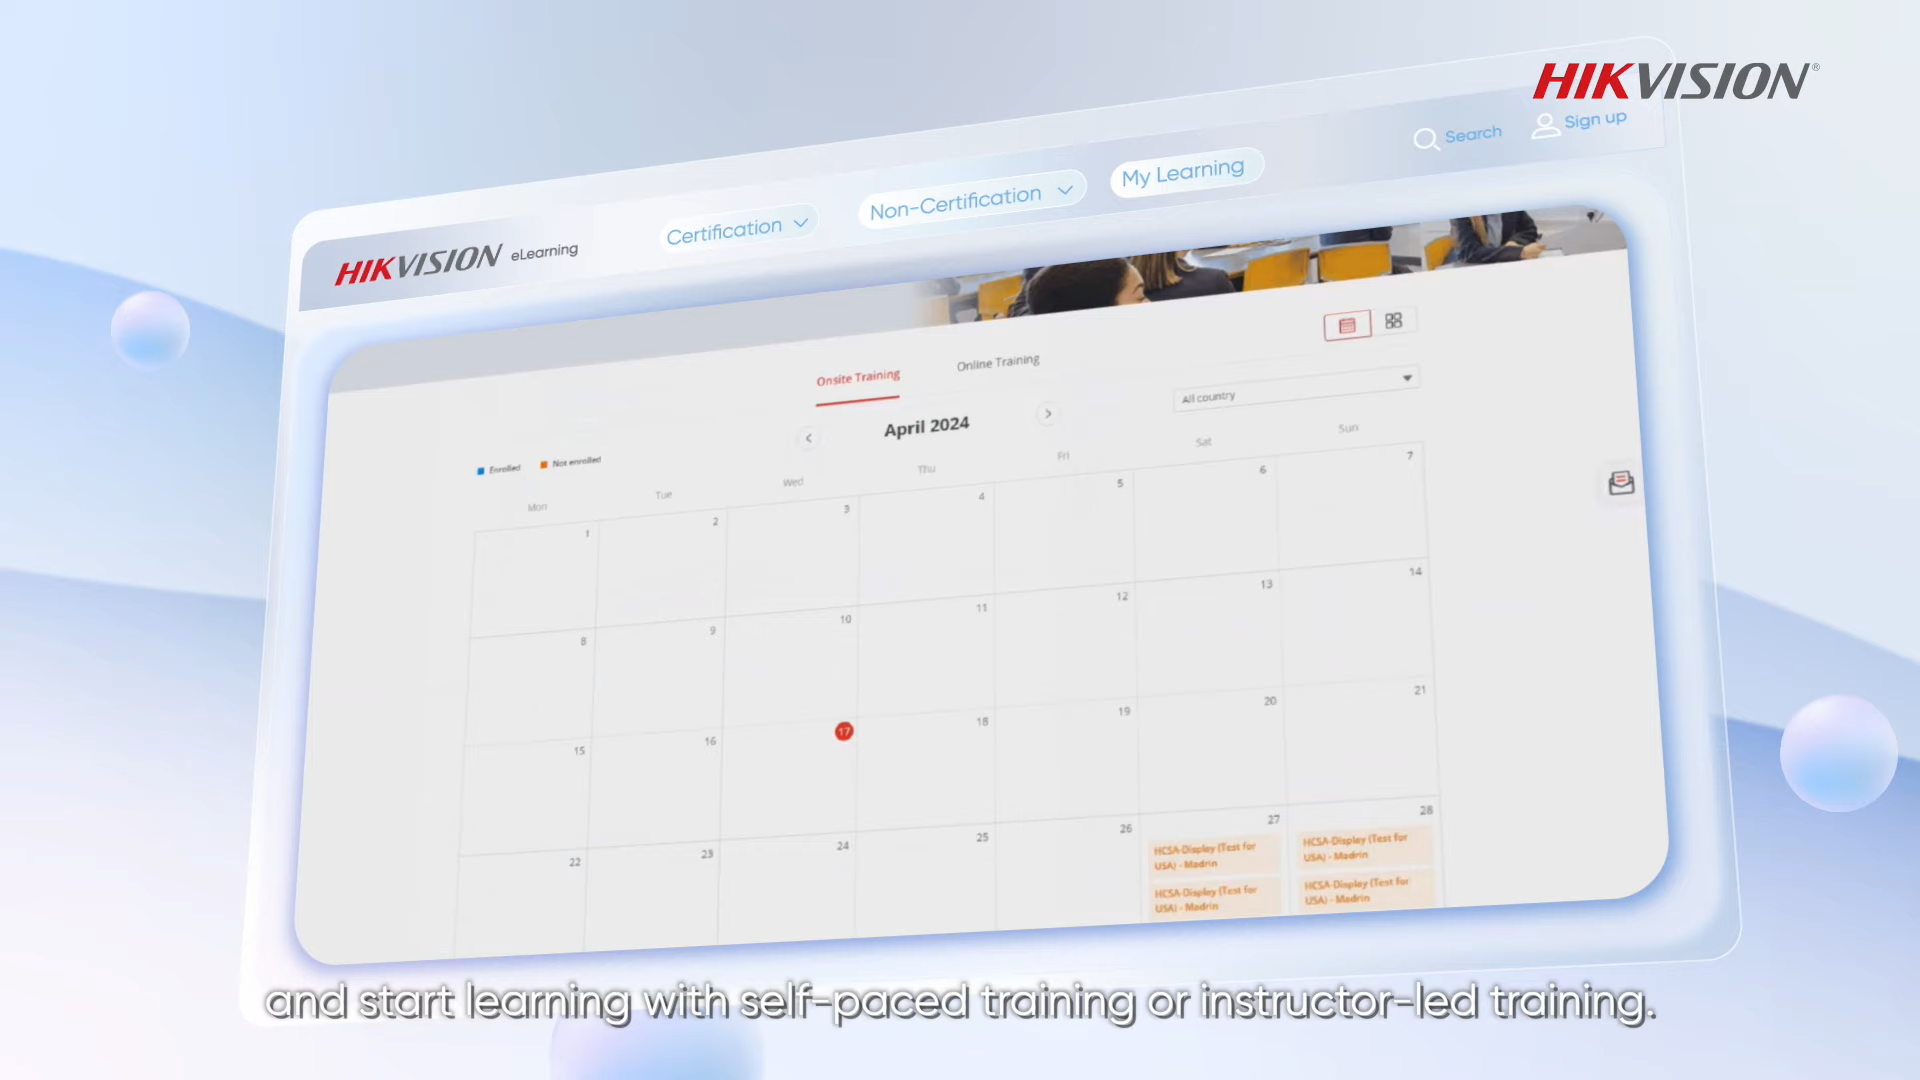 HIKVISION®
Search
Sign up
My Learning
Non-Certification
Certification
HIKVISION eLearning
Onsite Training
Online Training
April 2024
All country
Enrolled
Not enrolled
Mon
Tue
Wed
Thu
Fri
Sat
Sun
1
2
3
4
5
6
7
8
9
10
11
12
13
14
15
16
17
18
19
20
21
22
23
24
25
26
27
28
HCSA-Display (Test for
USA) - Madrin
HCSA-Display (Test for
USA) - Madrin
HCSA-Display (Test for
USA) - Madrin
HCSA-Display (Test for
USA) - Madrin
and start learning with self-paced training or instructor-led training.